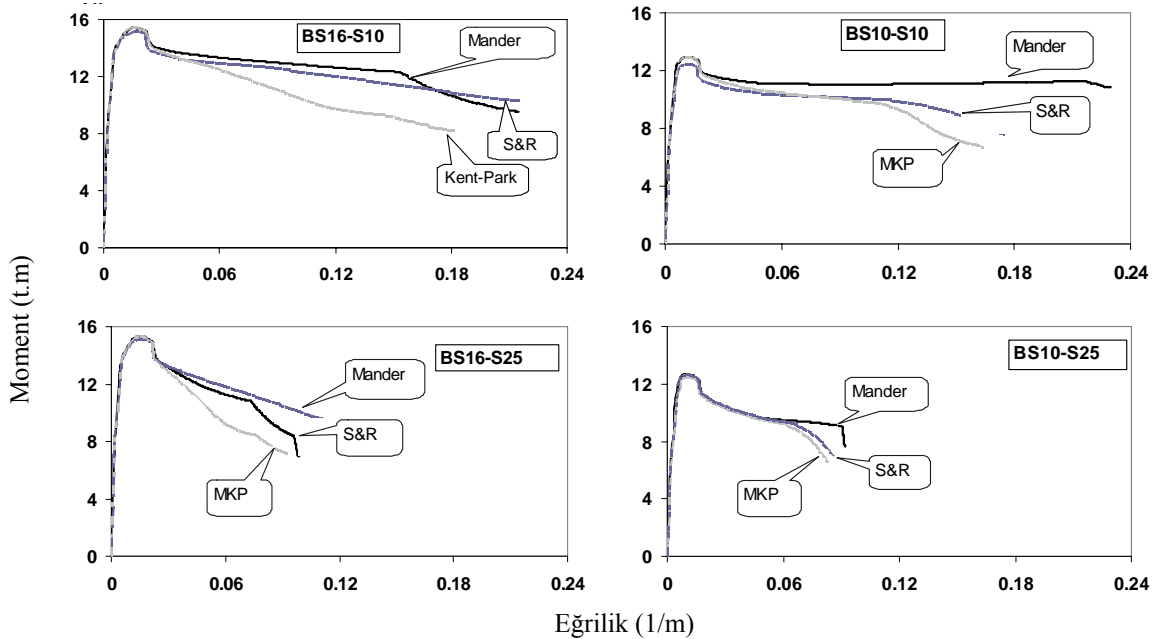 BS16-S10
Mander
S&R
Kent-Park
16
12
8
4
0
0 0.06 0.12 0.18 0.24
BS10-S10
Mander
S&R
MKP
16
12
8
4
0
0 0.06 0.12 0.18 0.24
BS16-S25
Mander
S&R
MKP
16
12
8
4
0
0 0.06 0.12 0.18 0.24
BS10-S25
Mander
S&R
MKP
16
12
8
4
0
0 0.06 0.12 0.18 0.24
Moment (t.m)
Eğrilik (1/m)